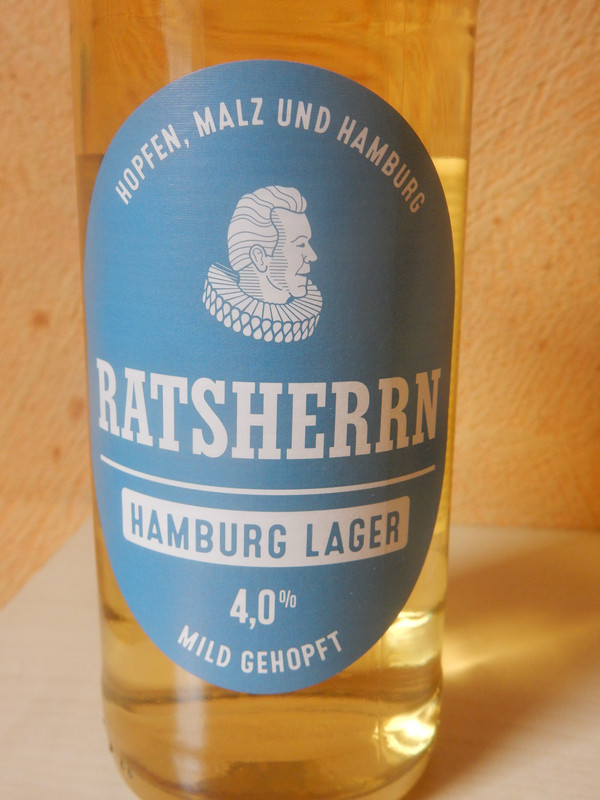 HOPFEN, MALZ UND HAMBURG
RATSHERRN
HAMBURG LAGER
4,0%
MILD GEHOPFT